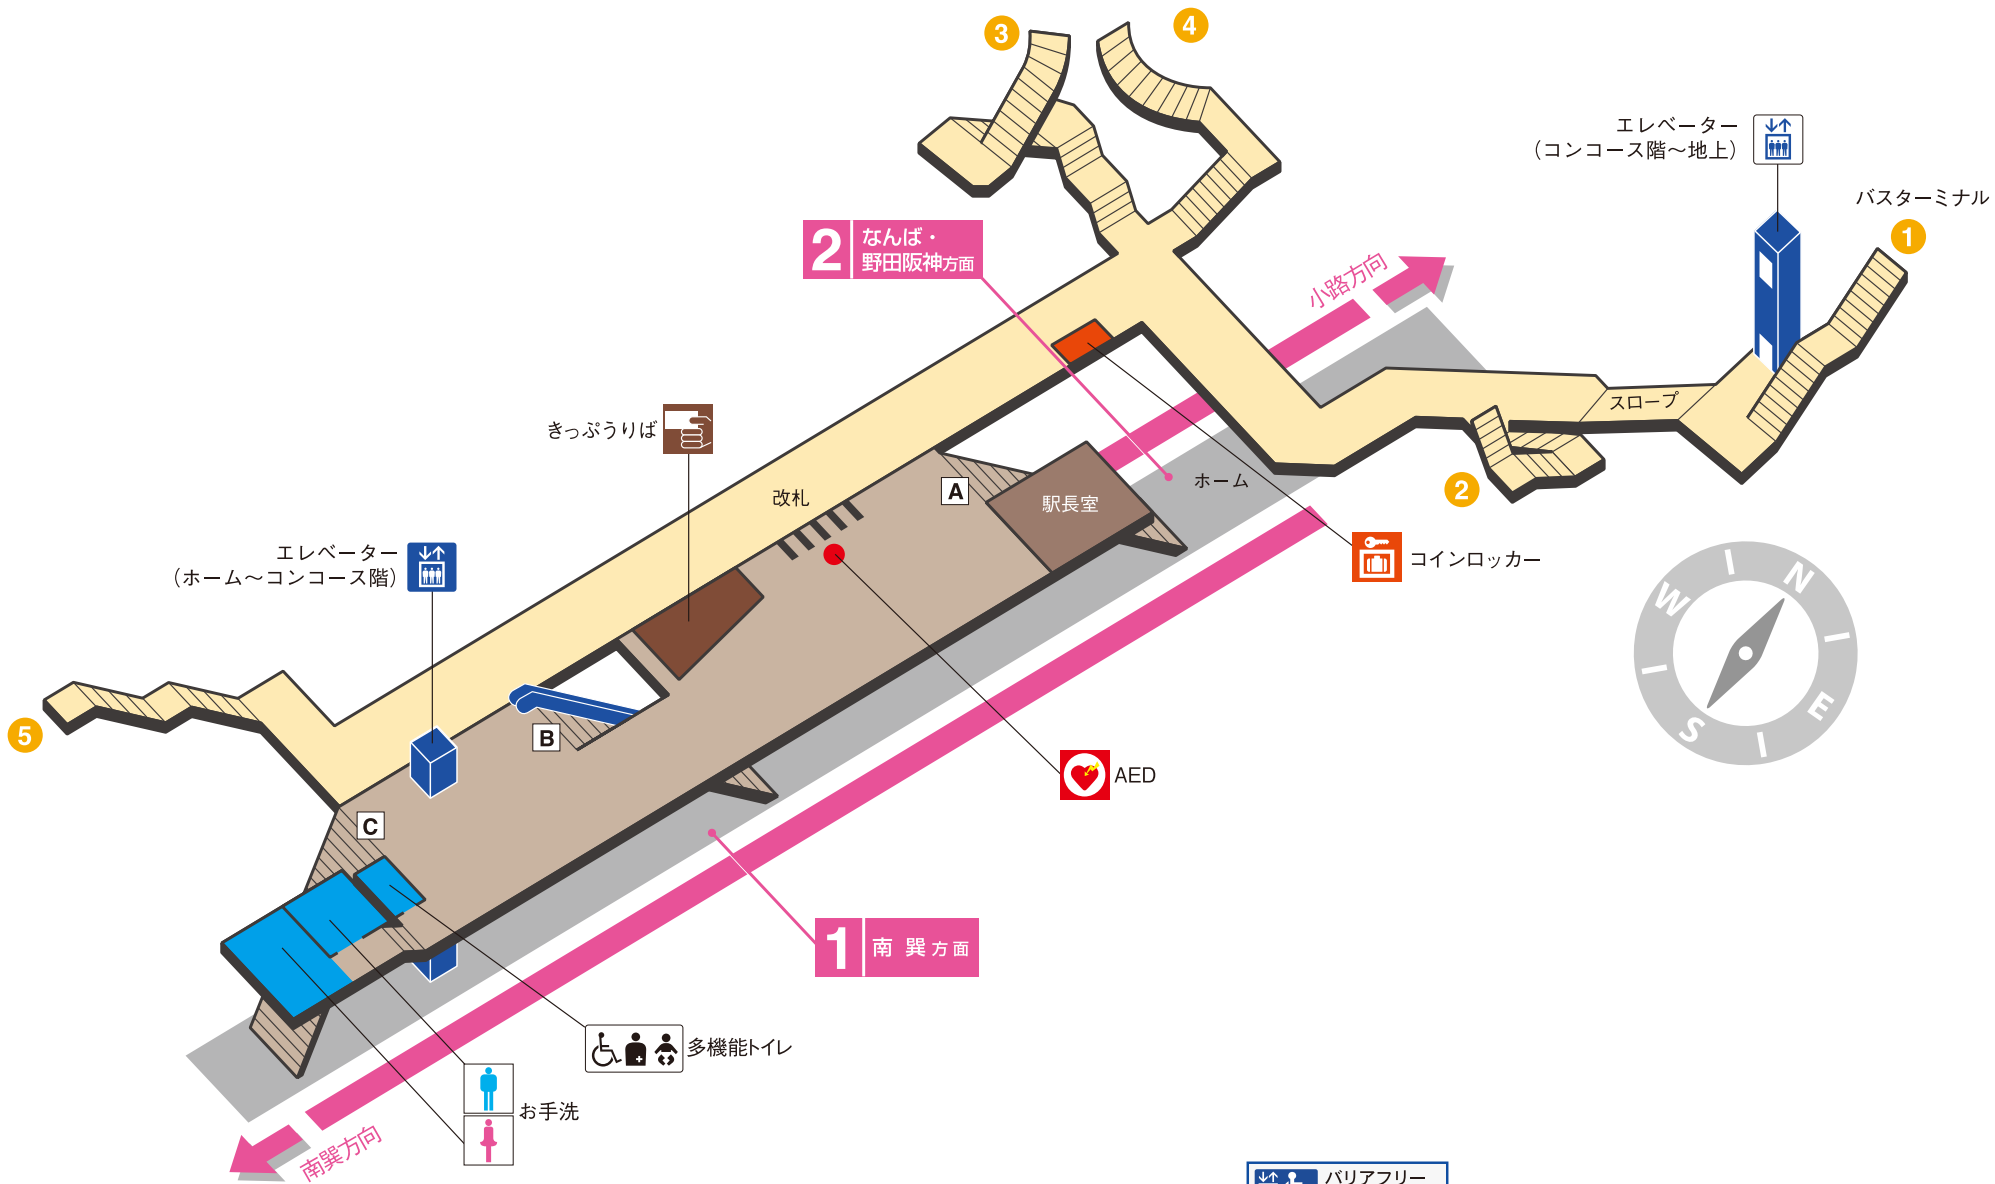 3
4
エレベーター
（コンコース階～地上）
バスターミナル
1
2
なんば・
野田阪神方面
小路方向
スロープ
きっぷうりば
改札
A
駅長室
ホーム
2
コインロッカー
エレベーター
（ホーム～コンコース階）
N
W
E
S
5
B
C
AED
1
南巽方面
多機能トイレ
お手洗
南巽方向
バリアフリー